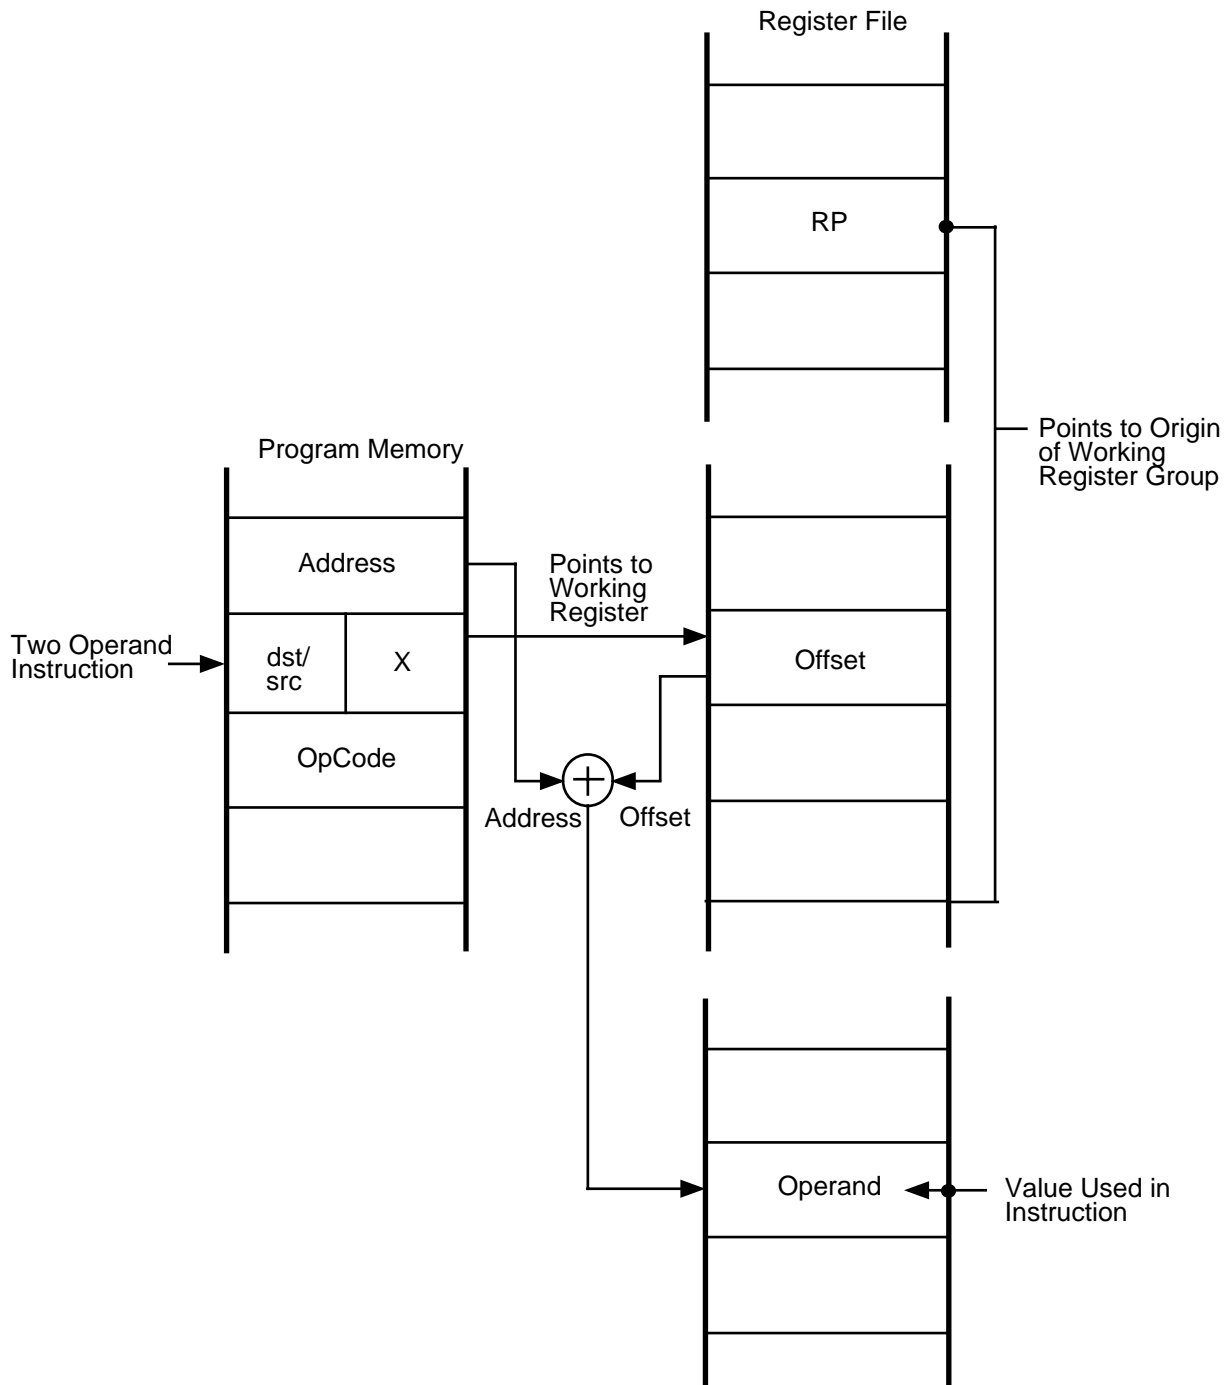 Register File
RP
Points to Origin
of Working
Register Group
Program Memory
Address
Points to
Working
Register
Two Operand
Instruction
dst/
src
X
Offset
OpCode
Address
Offset
Operand
Value Used in
Instruction